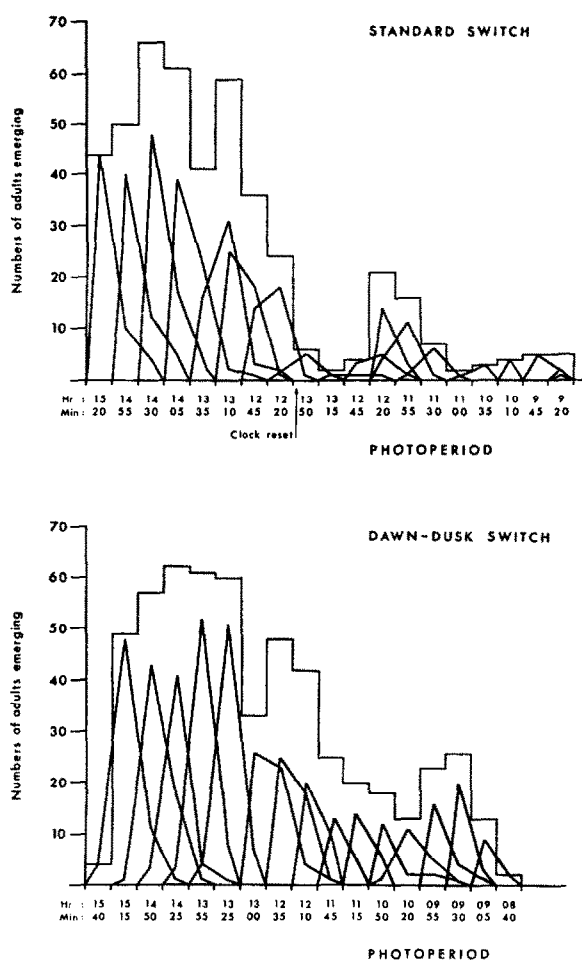 STANDARD SWITCH
Numbers of adults emerging
70
60
50
40
30
20
10
Hr : 15 14 14 14 13 13 12 12 13 13 12 12 11 11 11 10 10 9 9
Min : 20 55 30 05 35 10 45 20 50 15 45 20 55 30 00 35 10 45 20
Clock reset
PHOTOPERIOD
DAWN-DUSK SWITCH
Numbers of adults emerging
70
60
50
40
30
20
10
Hr : 15 15 14 14 13 13 13 12 12 11 11 10 10 09 09 09 08
Min : 40 15 50 25 55 25 00 35 10 45 15 50 20 55 30 05 40
PHOTOPERIOD